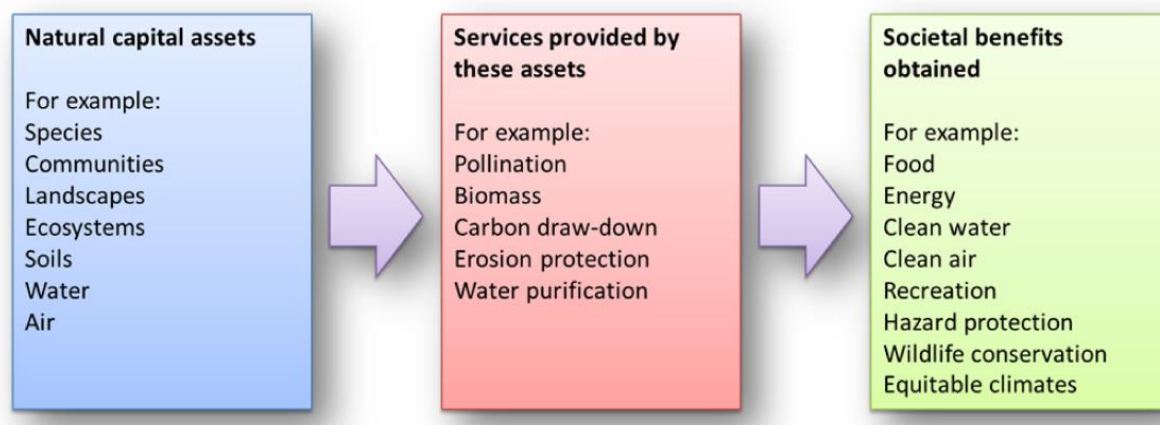 Natural capital assets
For example:
Species
Communities
Landscapes
Ecosystems
Soils
Water
Air
Services provided by
these assets
For example:
Pollination
Biomass
Carbon draw-down
Erosion protection
Water purification
Societal benefits
obtained
For example:
Food
Energy
Clean water
Clean air
Recreation
Hazard protection
Wildlife conservation
Equitable climates